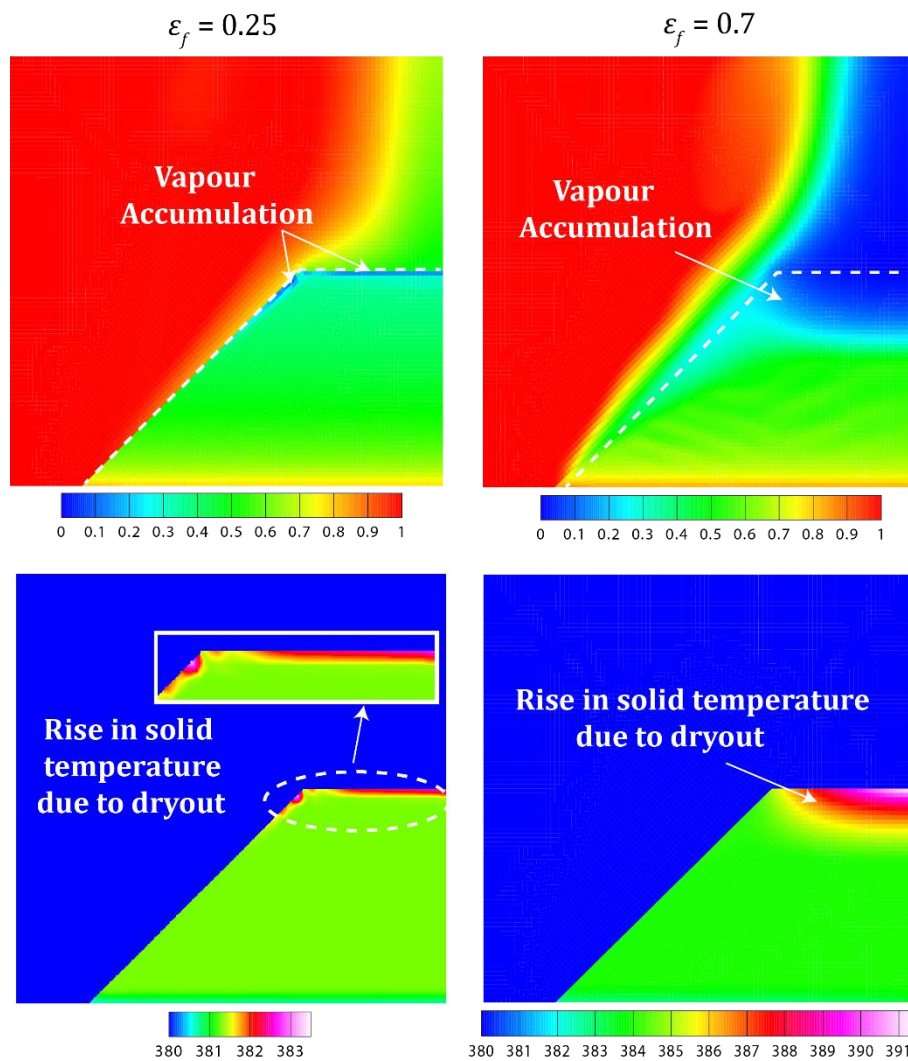 ε_f = 0.25
ε_f = 0.7
Vapour
Accumulation
Vapour
Accumulation
0 0.1 0.2 0.3 0.4 0.5 0.6 0.7 0.8 0.9 1
0 0.1 0.2 0.3 0.4 0.5 0.6 0.7 0.8 0.9 1
Rise in solid
temperature
due to dryout
Rise in solid temperature
due to dryout
380 381 382 383
380 381 382 383 384 385 386 387 388 389 390 391